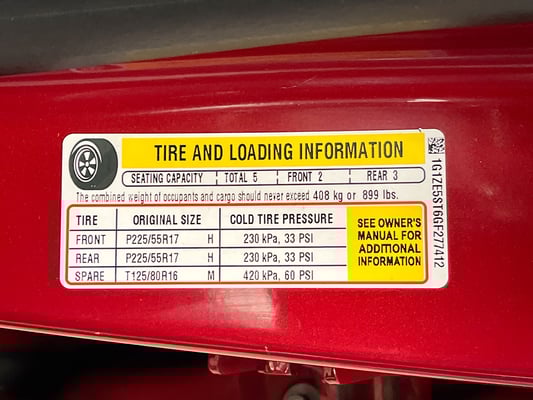 TIRE AND LOADING INFORMATION
SEATING CAPACITY TOTAL 5 FRONT 2 REAR 3
The combined weight of occupants and cargo should never exceed 408 kg or 899 lbs.
TIRE ORIGINAL SIZE COLD TIRE PRESSURE
FRONT P225/55R17 H 230 kPa, 33 PSI
REAR P225/55R17 H 230 kPa, 33 PSI
SPARE T125/80R16 M 420 kPa, 60 PSI
SEE OWNER'S
MANUAL FOR
ADDITIONAL
INFORMATION
1G1ZE5ST6GF277412